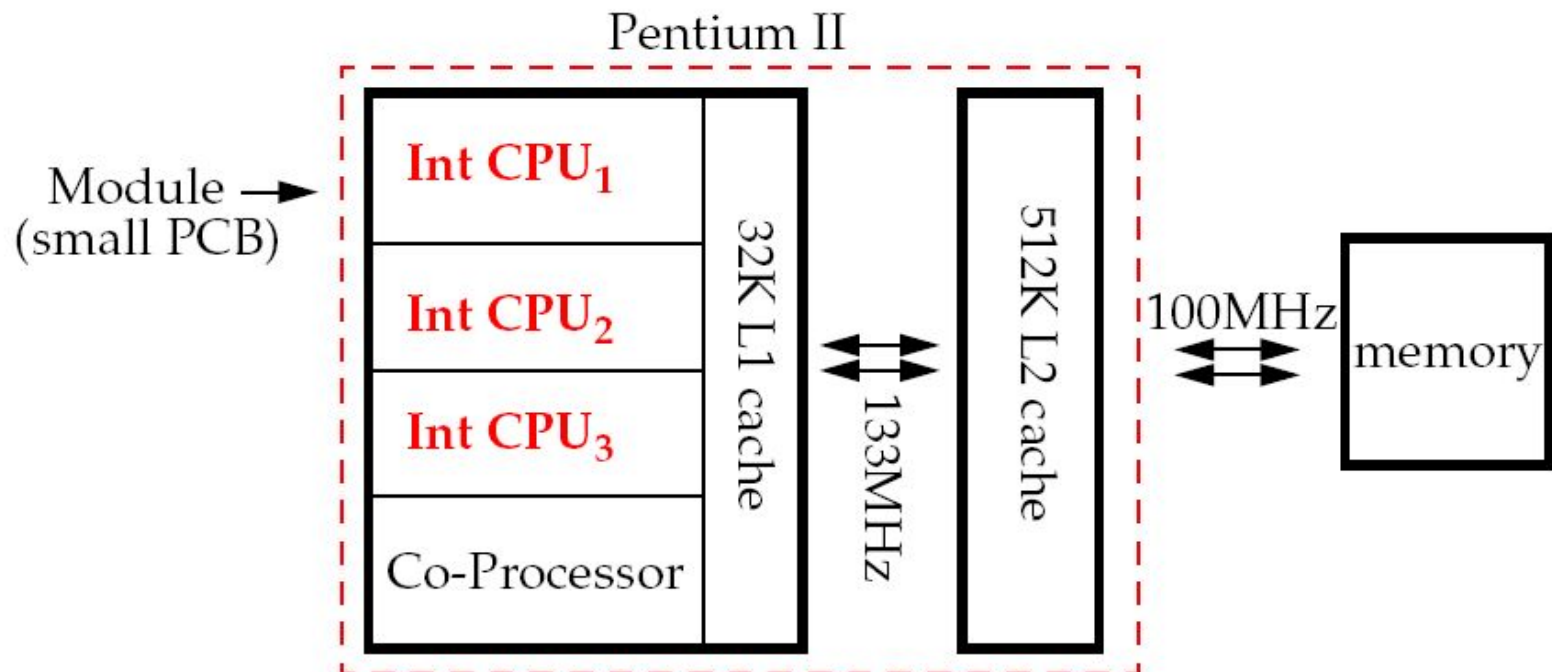 Pentium II
Module
(small PCB)
Int CPU₁
Int CPU₂
Int CPU₃
Co-Processor
32K L1 cache
133MHz
512K L2 cache
100MHz
memory